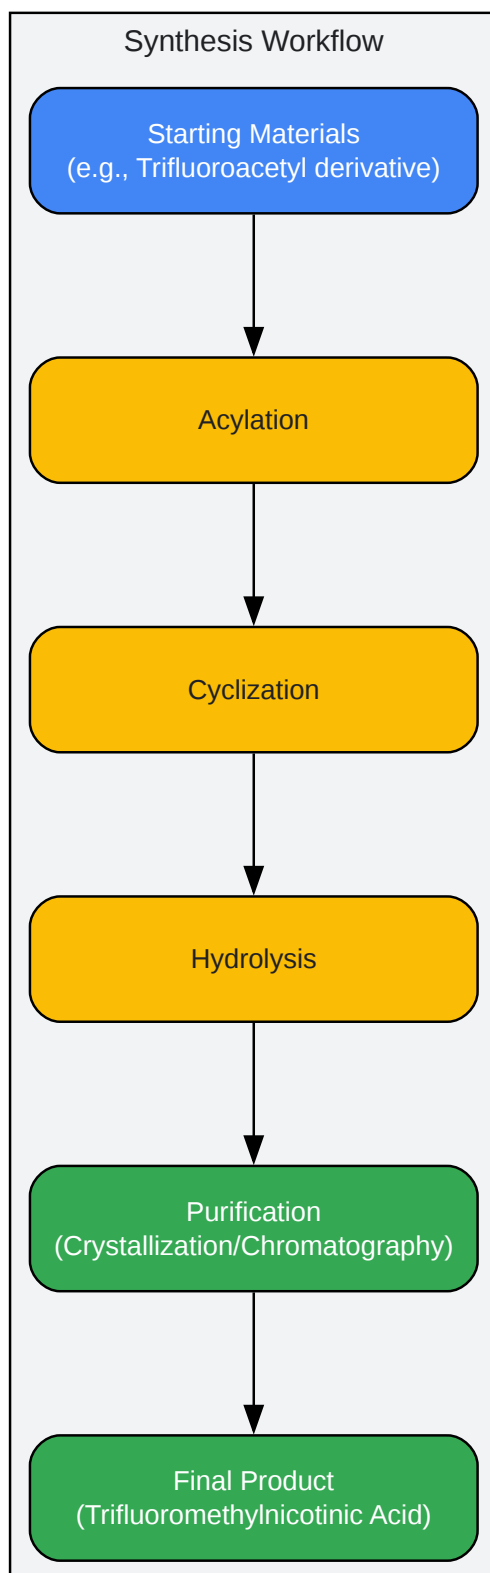 Synthesis Workflow
Starting Materials
(e.g., Trifluoroacetyl derivative)
Acylation
Cyclization
Hydrolysis
Purification
(Crystallization/Chromatography)
Final Product
(Trifluoromethylnicotinic Acid)